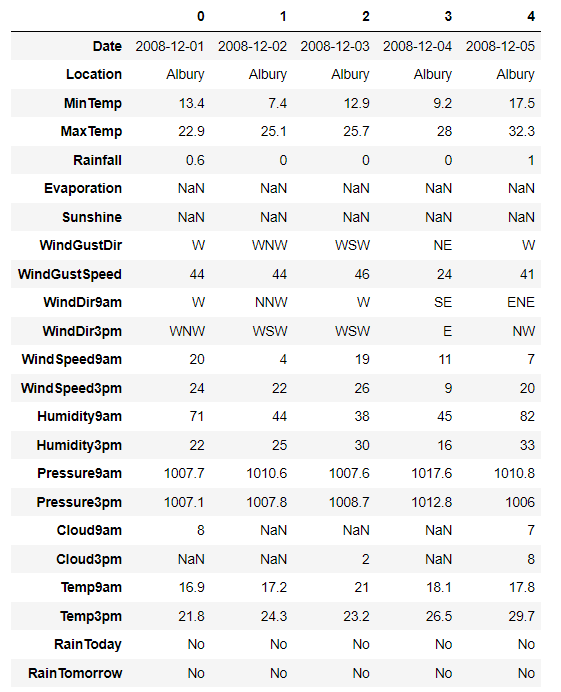 0 1 2 3 4
Date 2008-12-01 2008-12-02 2008-12-03 2008-12-04 2008-12-05
Location Albury Albury Albury Albury Albury
MinTemp 13.4 7.4 12.9 9.2 17.5
MaxTemp 22.9 25.1 25.7 28 32.3
Rainfall 0.6 0 0 0 1
Evaporation NaN NaN NaN NaN NaN
Sunshine NaN NaN NaN NaN NaN
WindGustDir W WNW WSW NE W
WindGustSpeed 44 44 46 24 41
WindDir9am W NNW W SE ENE
WindDir3pm WNW WSW WSW E NW
WindSpeed9am 20 4 19 11 7
WindSpeed3pm 24 22 26 9 20
Humidity9am 71 44 38 45 82
Humidity3pm 22 25 30 16 33
Pressure9am 1007.7 1010.6 1007.6 1017.6 1010.8
Pressure3pm 1007.1 1007.8 1008.7 1012.8 1006
Cloud9am 8 NaN NaN NaN 7
Cloud3pm NaN NaN 2 NaN 8
Temp9am 16.9 17.2 21 18.1 17.8
Temp3pm 21.8 24.3 23.2 26.5 29.7
RainToday No No No No No
RainTomorrow No No No No No